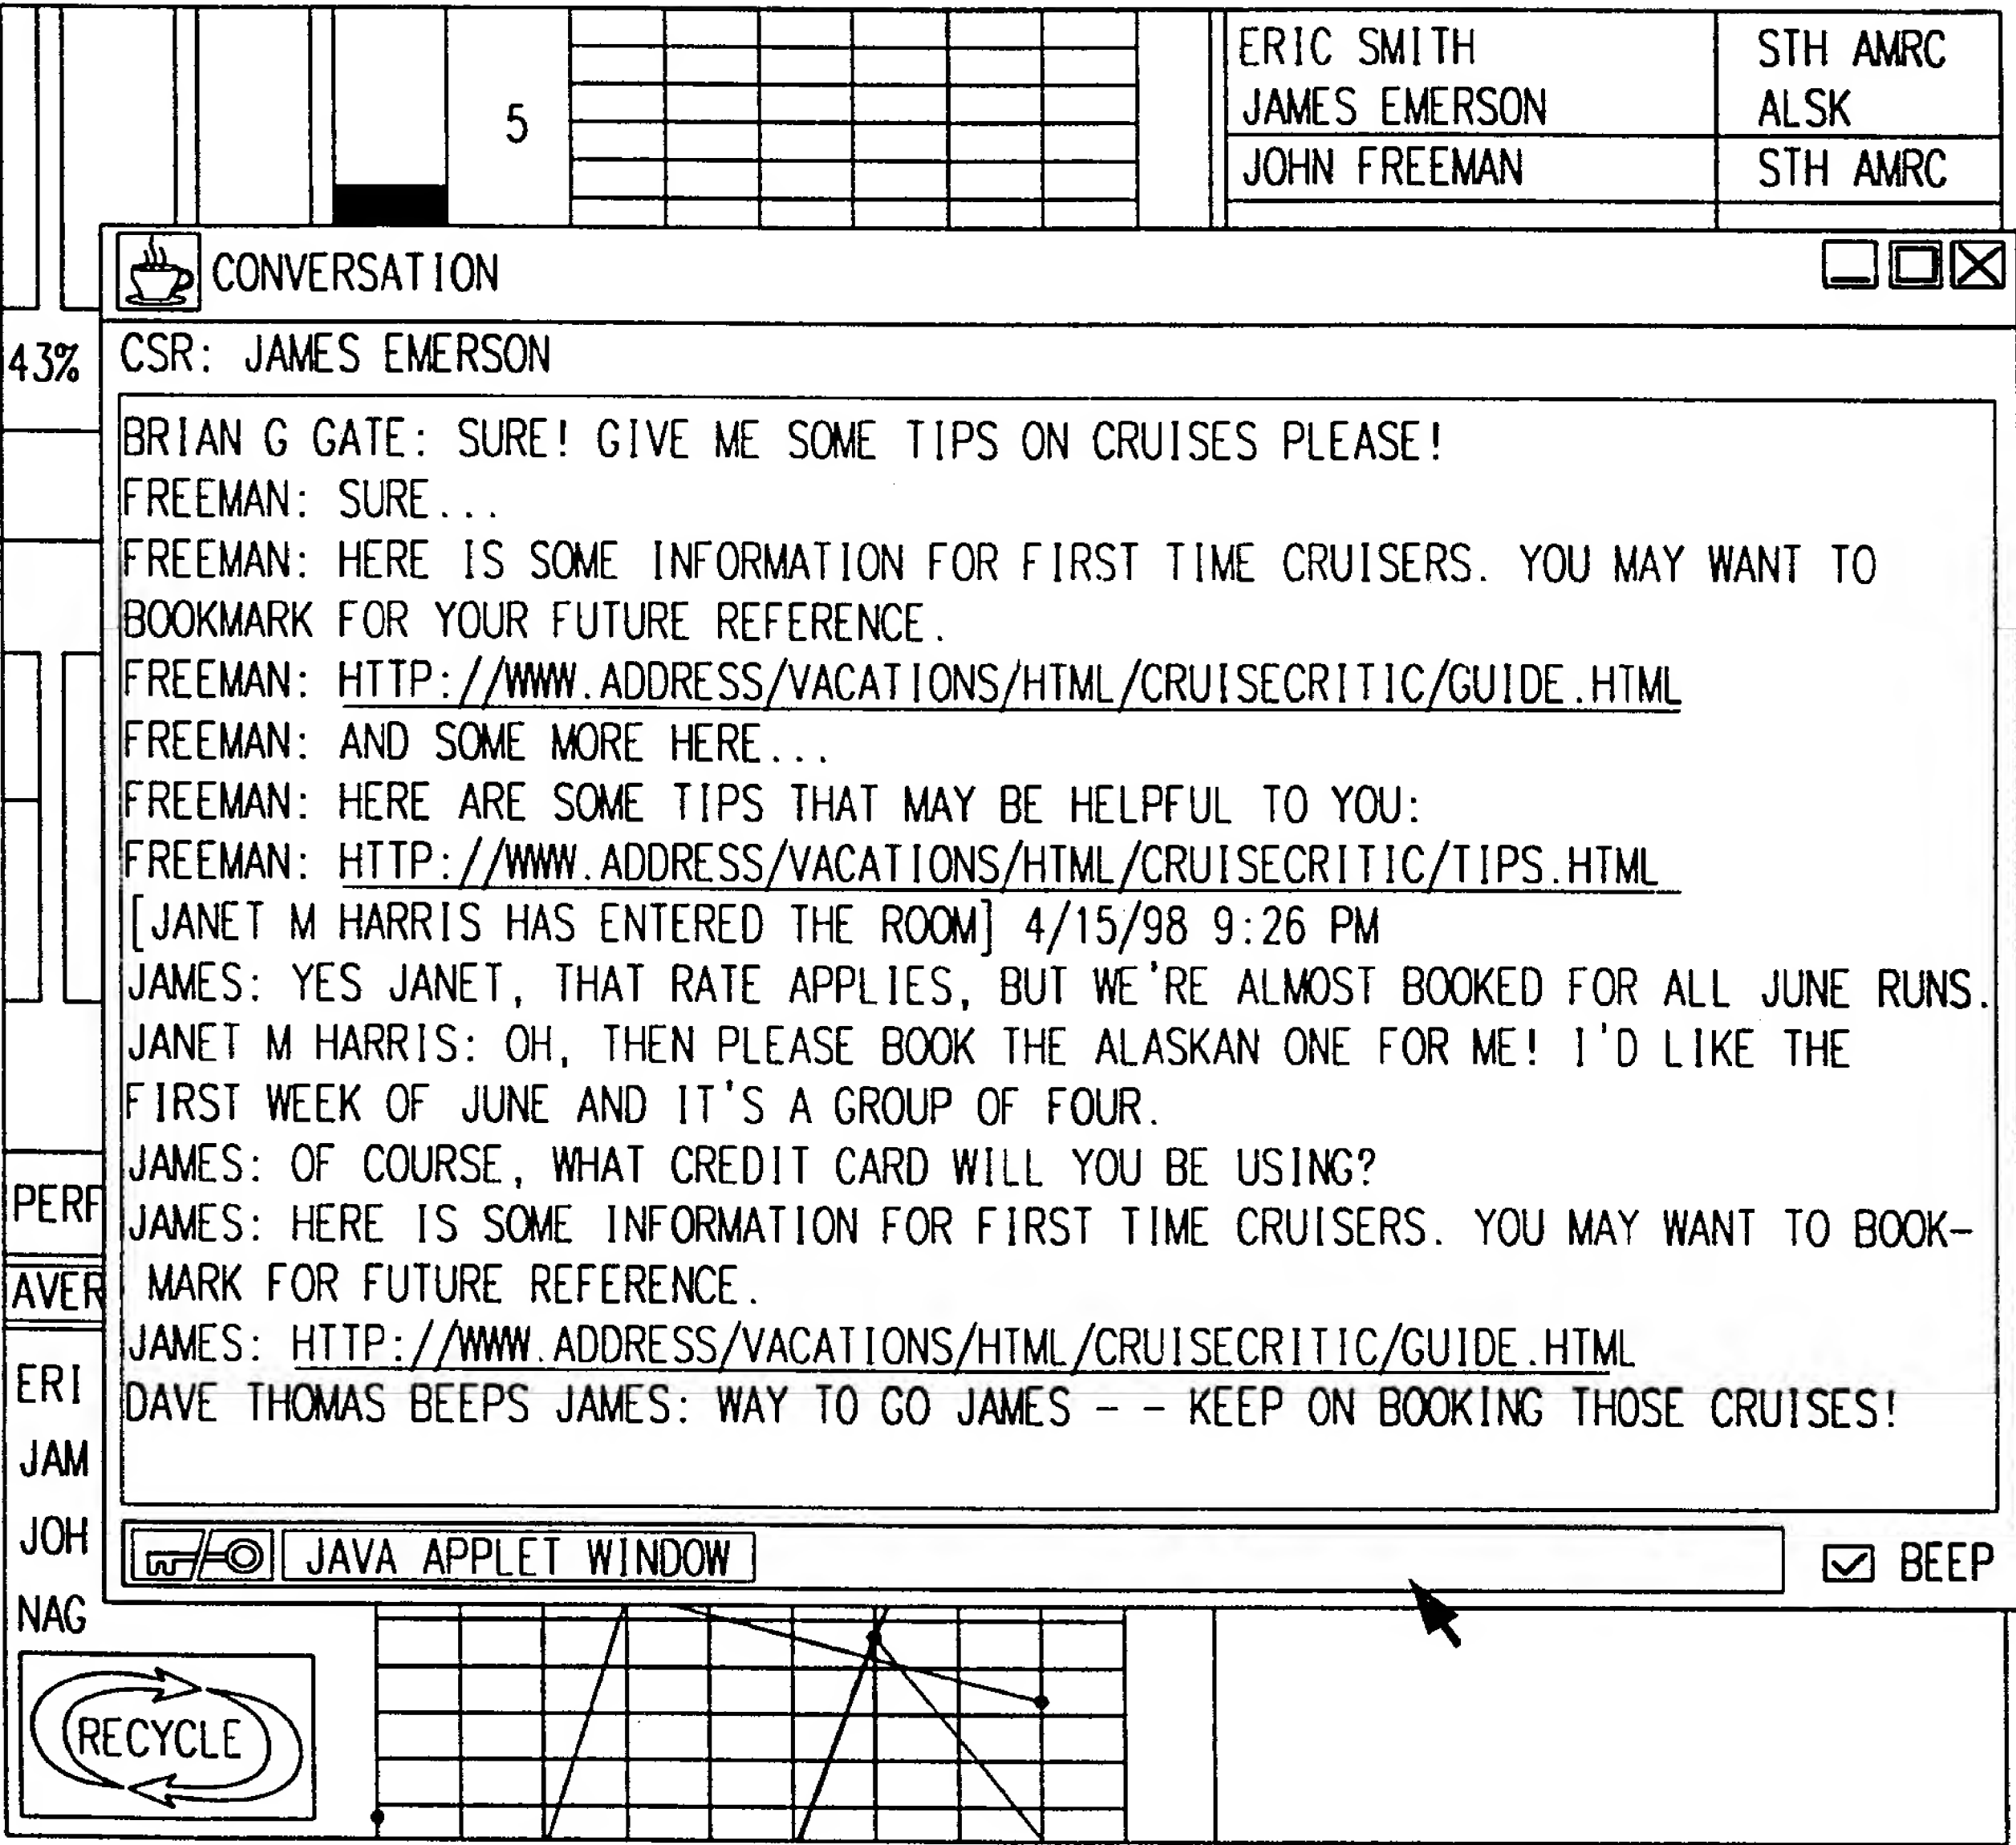 ERIC SMITH STH AMRC
JAMES EMERSON ALSK
5
JOHN FREEMAN STH AMRC
CONVERSATION
CSR: JAMES EMERSON
43%
BRIAN G GATE: SURE! GIVE ME SOME TIPS ON CRUISES PLEASE!
FREEMAN: SURE...
FREEMAN: HERE IS SOME INFORMATION FOR FIRST TIME CRUISERS. YOU MAY WANT TO
BOOKMARK FOR YOUR FUTURE REFERENCE.
FREEMAN: HTTP://WWW.ADDRESS/VACATIONS/HTML/CRUISECRITIC/GUIDE.HTML
FREEMAN: AND SOME MORE HERE...
FREEMAN: HERE ARE SOME TIPS THAT MAY BE HELPFUL TO YOU:
FREEMAN: HTTP://WWW.ADDRESS/VACATIONS/HTML/CRUISECRITIC/TIPS.HTML
[JANET M HARRIS HAS ENTERED THE ROOM] 4/15/98 9:26 PM
JAMES: YES JANET, THAT RATE APPLIES, BUT WE'RE ALMOST BOOKED FOR ALL JUNE RUNS.
JANET M HARRIS: OH, THEN PLEASE BOOK THE ALASKAN ONE FOR ME! I'D LIKE THE
FIRST WEEK OF JUNE AND IT'S A GROUP OF FOUR.
JAMES: OF COURSE, WHAT CREDIT CARD WILL YOU BE USING?
JAMES: HERE IS SOME INFORMATION FOR FIRST TIME CRUISERS. YOU MAY WANT TO BOOK-
MARK FOR FUTURE REFERENCE.
JAMES: HTTP://WWW.ADDRESS/VACATIONS/HTML/CRUISECRITIC/GUIDE.HTML
DAVE THOMAS BEEPS JAMES: WAY TO GO JAMES - - KEEP ON BOOKING THOSE CRUISES!
PERF
AVER
ERI
JAM
JOH
NAG
JAVA APPLET WINDOW
BEEP
RECYCLE